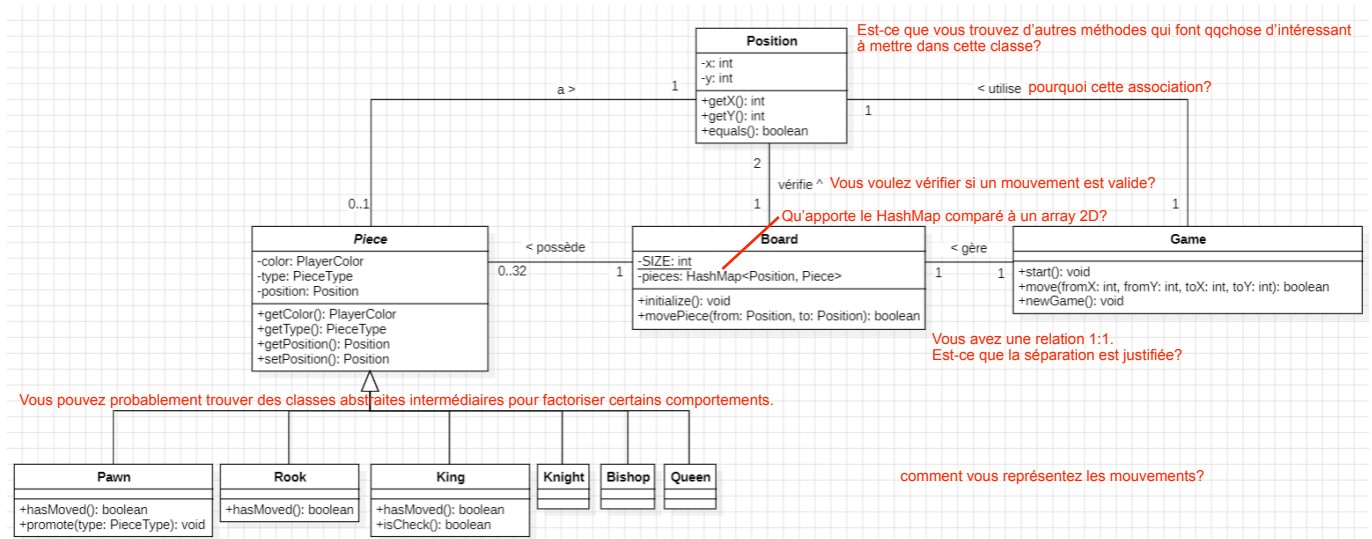 Position
-x: int
-y: int
+getX(): int
+getY(): int
+equals(): boolean
Est-ce que vous trouvez d'autres méthodes qui font qqchose d'intéressant
à mettre dans cette classe?
a >
1
< utilise
pourquoi cette association?
1
2
vérifie ^
Vous voulez vérifier si un mouvement est valide?
0..1
1
1
Qu'apporte le HashMap comparé à un array 2D?
Piece
-color: PlayerColor
-type: PieceType
-position: Position
+getColor(): PlayerColor
+getType(): PieceType
+getPosition(): Position
+setPosition(): Position
< possède
0..32
1
Board
-SIZE: int
-pieces: HashMap<Position, Piece>
+initialize(): void
+movePiece(from: Position, to: Position): boolean
< gère
1
1
Game
+start(): void
+move(fromX: int, fromY: int, toX: int, toY: int): boolean
+newGame(): void
Vous avez une relation 1:1.
Est-ce que la séparation est justifiée?
Vous pouvez probablement trouver des classes abstraites intermédiaires pour factoriser certains comportements.
Pawn
+hasMoved(): boolean
+promote(type: PieceType): void
Rook
+hasMoved(): boolean
King
+hasMoved(): boolean
+isCheck(): boolean
Knight
Bishop
Queen
comment vous représentez les mouvements?